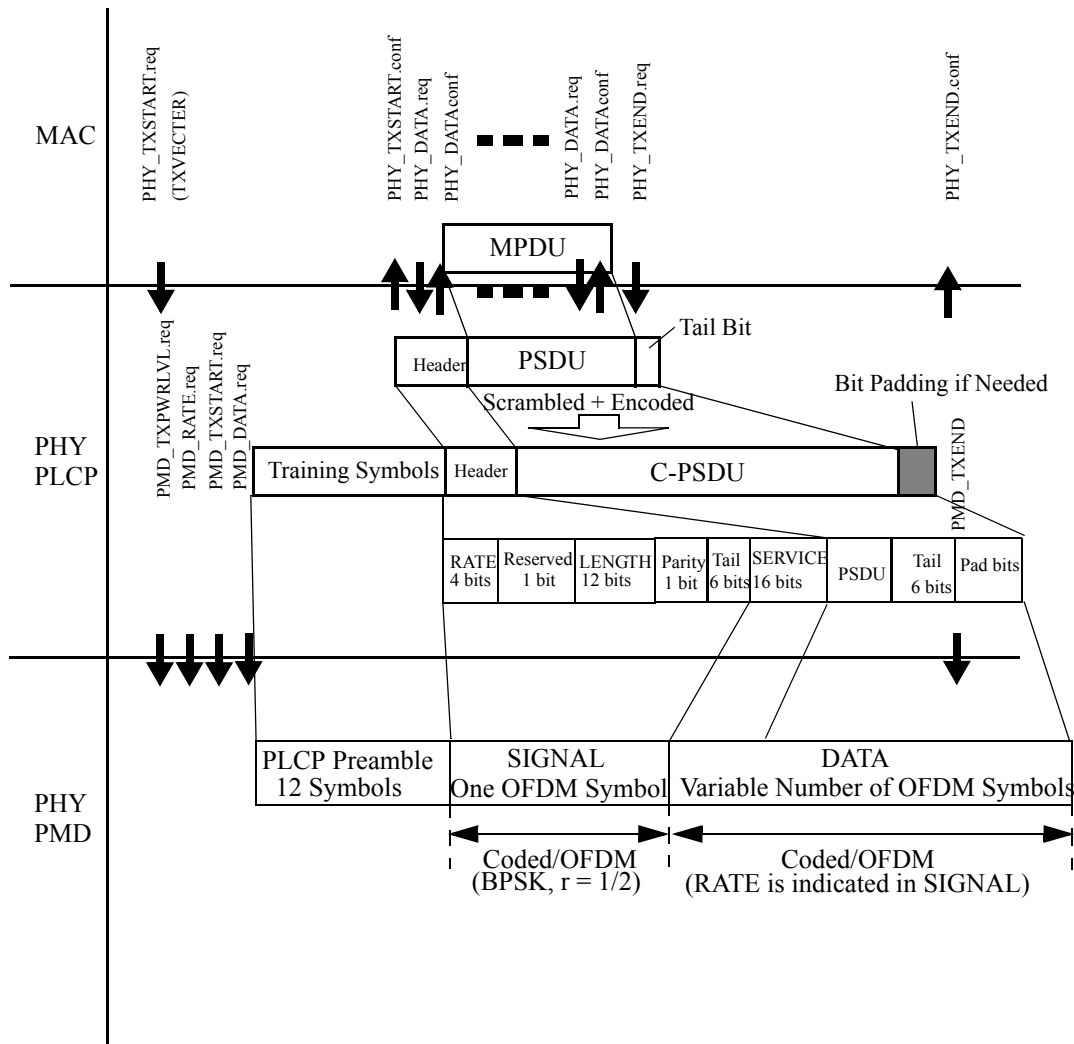 MAC
PHY_TXSTART.req
(TXVECTER)
PHY_TXSTART.conf
PHY_DATA.req
PHY_DATAconf
PHY_DATA.req
PHY_DATAconf
PHY_TXEND.req
PHY_TXEND.conf
MPDU
PHY
PLCP
PMD_TXPWRLVL.req
PMD_RATE.req
PMD_TXSTART.req
PMD_DATA.req
Tail Bit
Header
PSDU
Scrambled + Encoded
Bit Padding if Needed
Training Symbols
Header
C-PSDU
PMD_TXEND
RATE
4 bits
Reserved
1 bit
LENGTH
12 bits
Parity
1 bit
Tail
6 bits
SERVICE
16 bits
PSDU
Tail
6 bits
Pad bits
PHY
PMD
PLCP Preamble
12 Symbols
SIGNAL
One OFDM Symbol
DATA
Variable Number of OFDM Symbols
Coded/OFDM
(BPSK, r = 1/2)
Coded/OFDM
(RATE is indicated in SIGNAL)